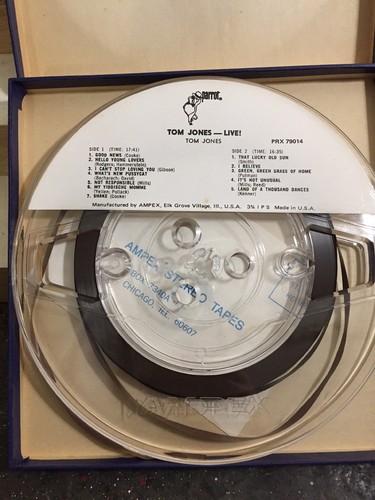 parrot
TOM JONES—LIVE!
TOM JONES
PRX 79014
SIDE 1 (TIME: 17:41)
1. GOOD NEWS (Cooke)
2. HELLO YOUNG LOVERS
(Rodgers; Hammerstein)
3. I CAN'T STOP LOVING YOU (Gibson)
4. WHAT'S NEW PUSSYCAT
(Bacharach; David)
5. NOT RESPONSIBLE (Mills)
6. MY YIDDISCHE MOMME
(Yellen; Pollack)
7. SHAKE (Cooke)
SIDE 2 (TIME: 16:35)
1. THAT LUCKY OLD SUN
(Smith)
2. I BELIEVE
3. GREEN, GREEN GRASS OF HOME
(Putman)
4. IT'S NOT UNUSUAL
(Mills; Reed)
5. LAND OF A THOUSAND DANCES
(Kenner)
Manufactured by AMPEX, Elk Grove Village, Ill., U.S.A. 3¾ I P S Made in U.S.A.
AMPEX STEREO TAPES
BOX 7340A
CHICAGO, ILL 60607